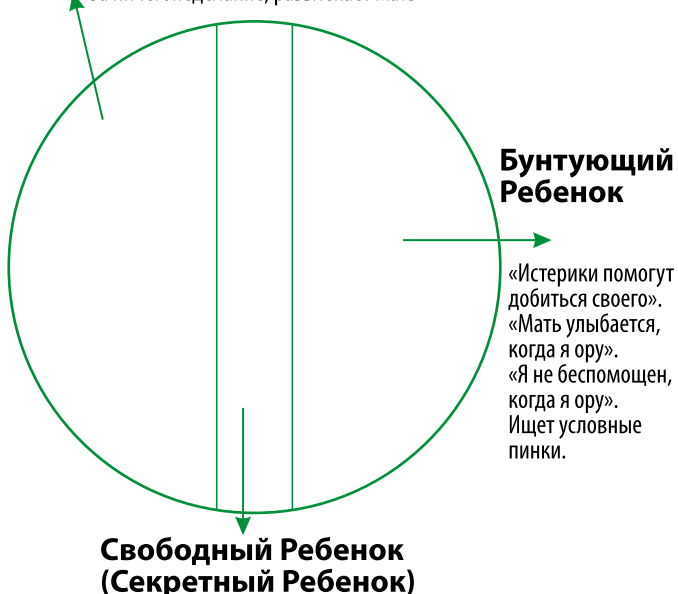 Бунтующий
Ребенок
«Истерики помогут
добиться своего».
«Мать улыбается,
когда я ору».
«Я не беспомощен,
когда я ору».
Ищет условные
пинки.
Свободный Ребенок
(Секретный Ребенок)